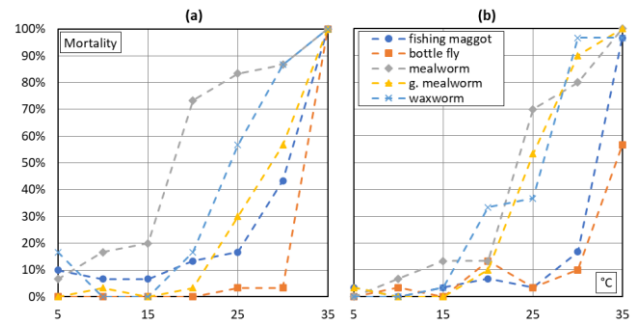 (a)
(b)
Mortality
fishing maggot
bottle fly
mealworm
g. mealworm
waxworm
100%
90%
80%
70%
60%
50%
40%
30%
20%
10%
0%
°C
5 15 25 35
5 15 25 35